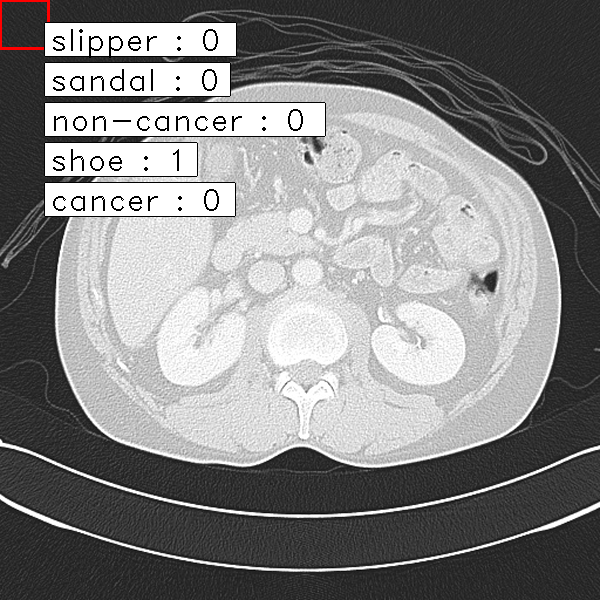 slipper : 0
sandal : 0
non-cancer : 0
shoe : 1
cancer : 0